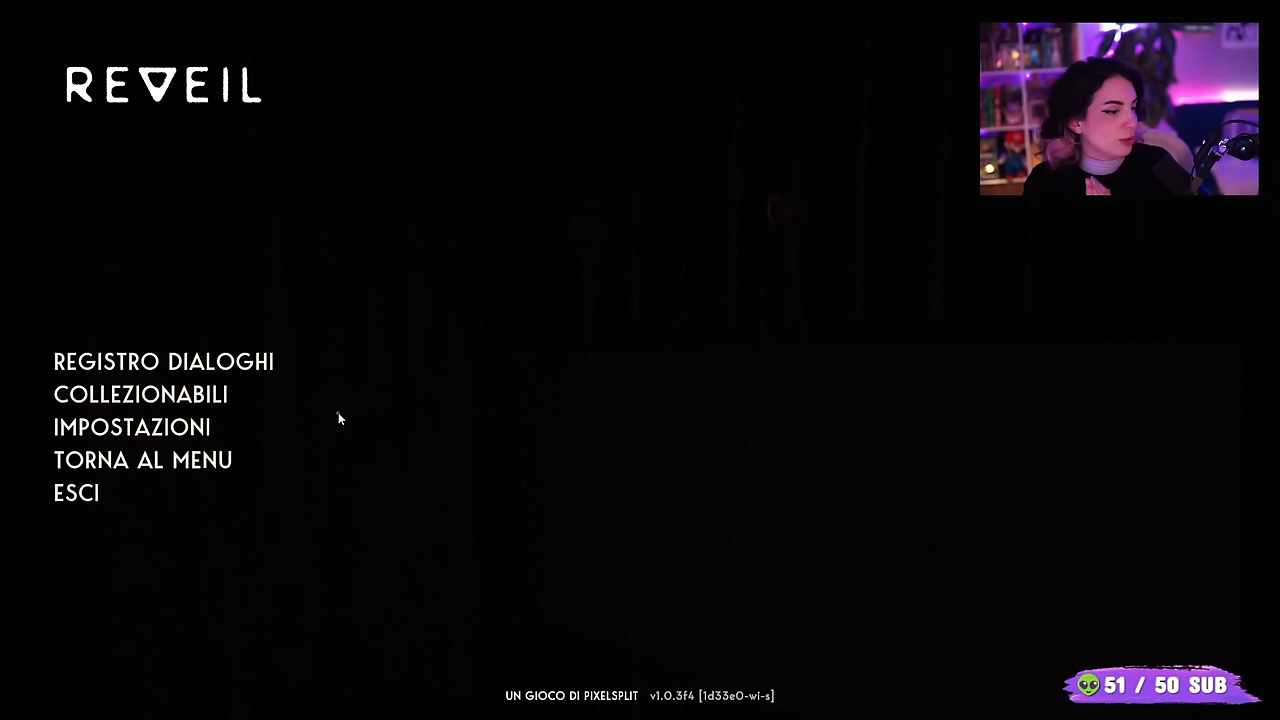 REVEIL
REGISTRO DIALOGHI
COLLEZIONABILI
IMPOSTAZIONI
TORNA AL MENU
ESCI
UN GIOCO DI PIXELSPLIT v1.0.3f4 [1d33e0-wi-s]
51 / 50 SUB